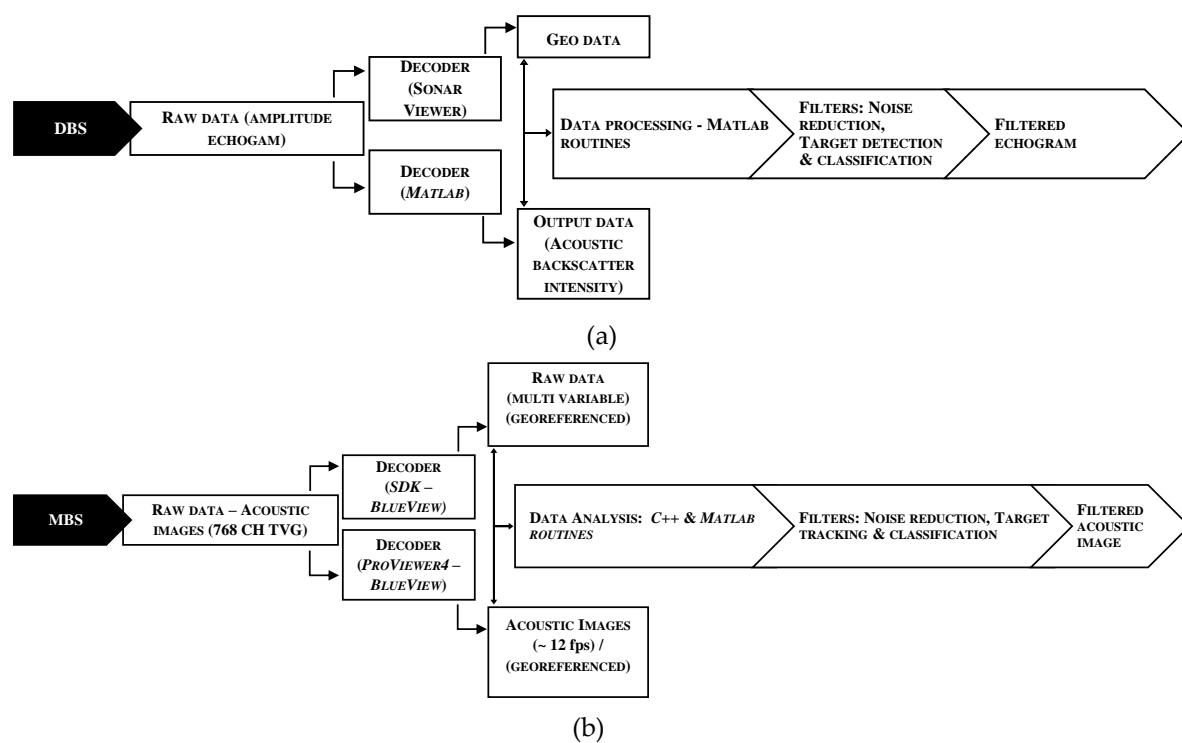 GEO DATA
DECODER
(SONAR
VIEWER)
DBS
RAW DATA (AMPLITUDE
ECHOGAM)
DATA PROCESSING - MATLAB
ROUTINES
FILTERS: NOISE
REDUCTION,
TARGET DETECTION
& CLASSIFICATION
FILTERED
ECHOGRAM
DECODER
(MATLAB)
OUTPUT DATA
(ACOUSTIC
BACKSCATTER
INTENSITY)
(a)
RAW DATA
(MULTI VARIABLE)
(GEOREFERENCED)
DECODER
(SDK –
BLUEVIEW)
MBS
RAW DATA – ACOUSTIC
IMAGES (768 CH TVG)
DATA ANALYSIS: C++ & MATLAB
ROUTINES
FILTERS: NOISE REDUCTION, TARGET
TRACKING & CLASSIFICATION
FILTERED
ACOUSTIC
IMAGE
DECODER
(PROVIEWER4 –
BLUEVIEW)
ACOUSTIC IMAGES
(~ 12 fps) /
(GEOREFERENCED)
(b)